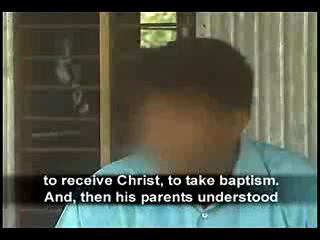 to receive Christ, to take baptism.
And, then his parents understood